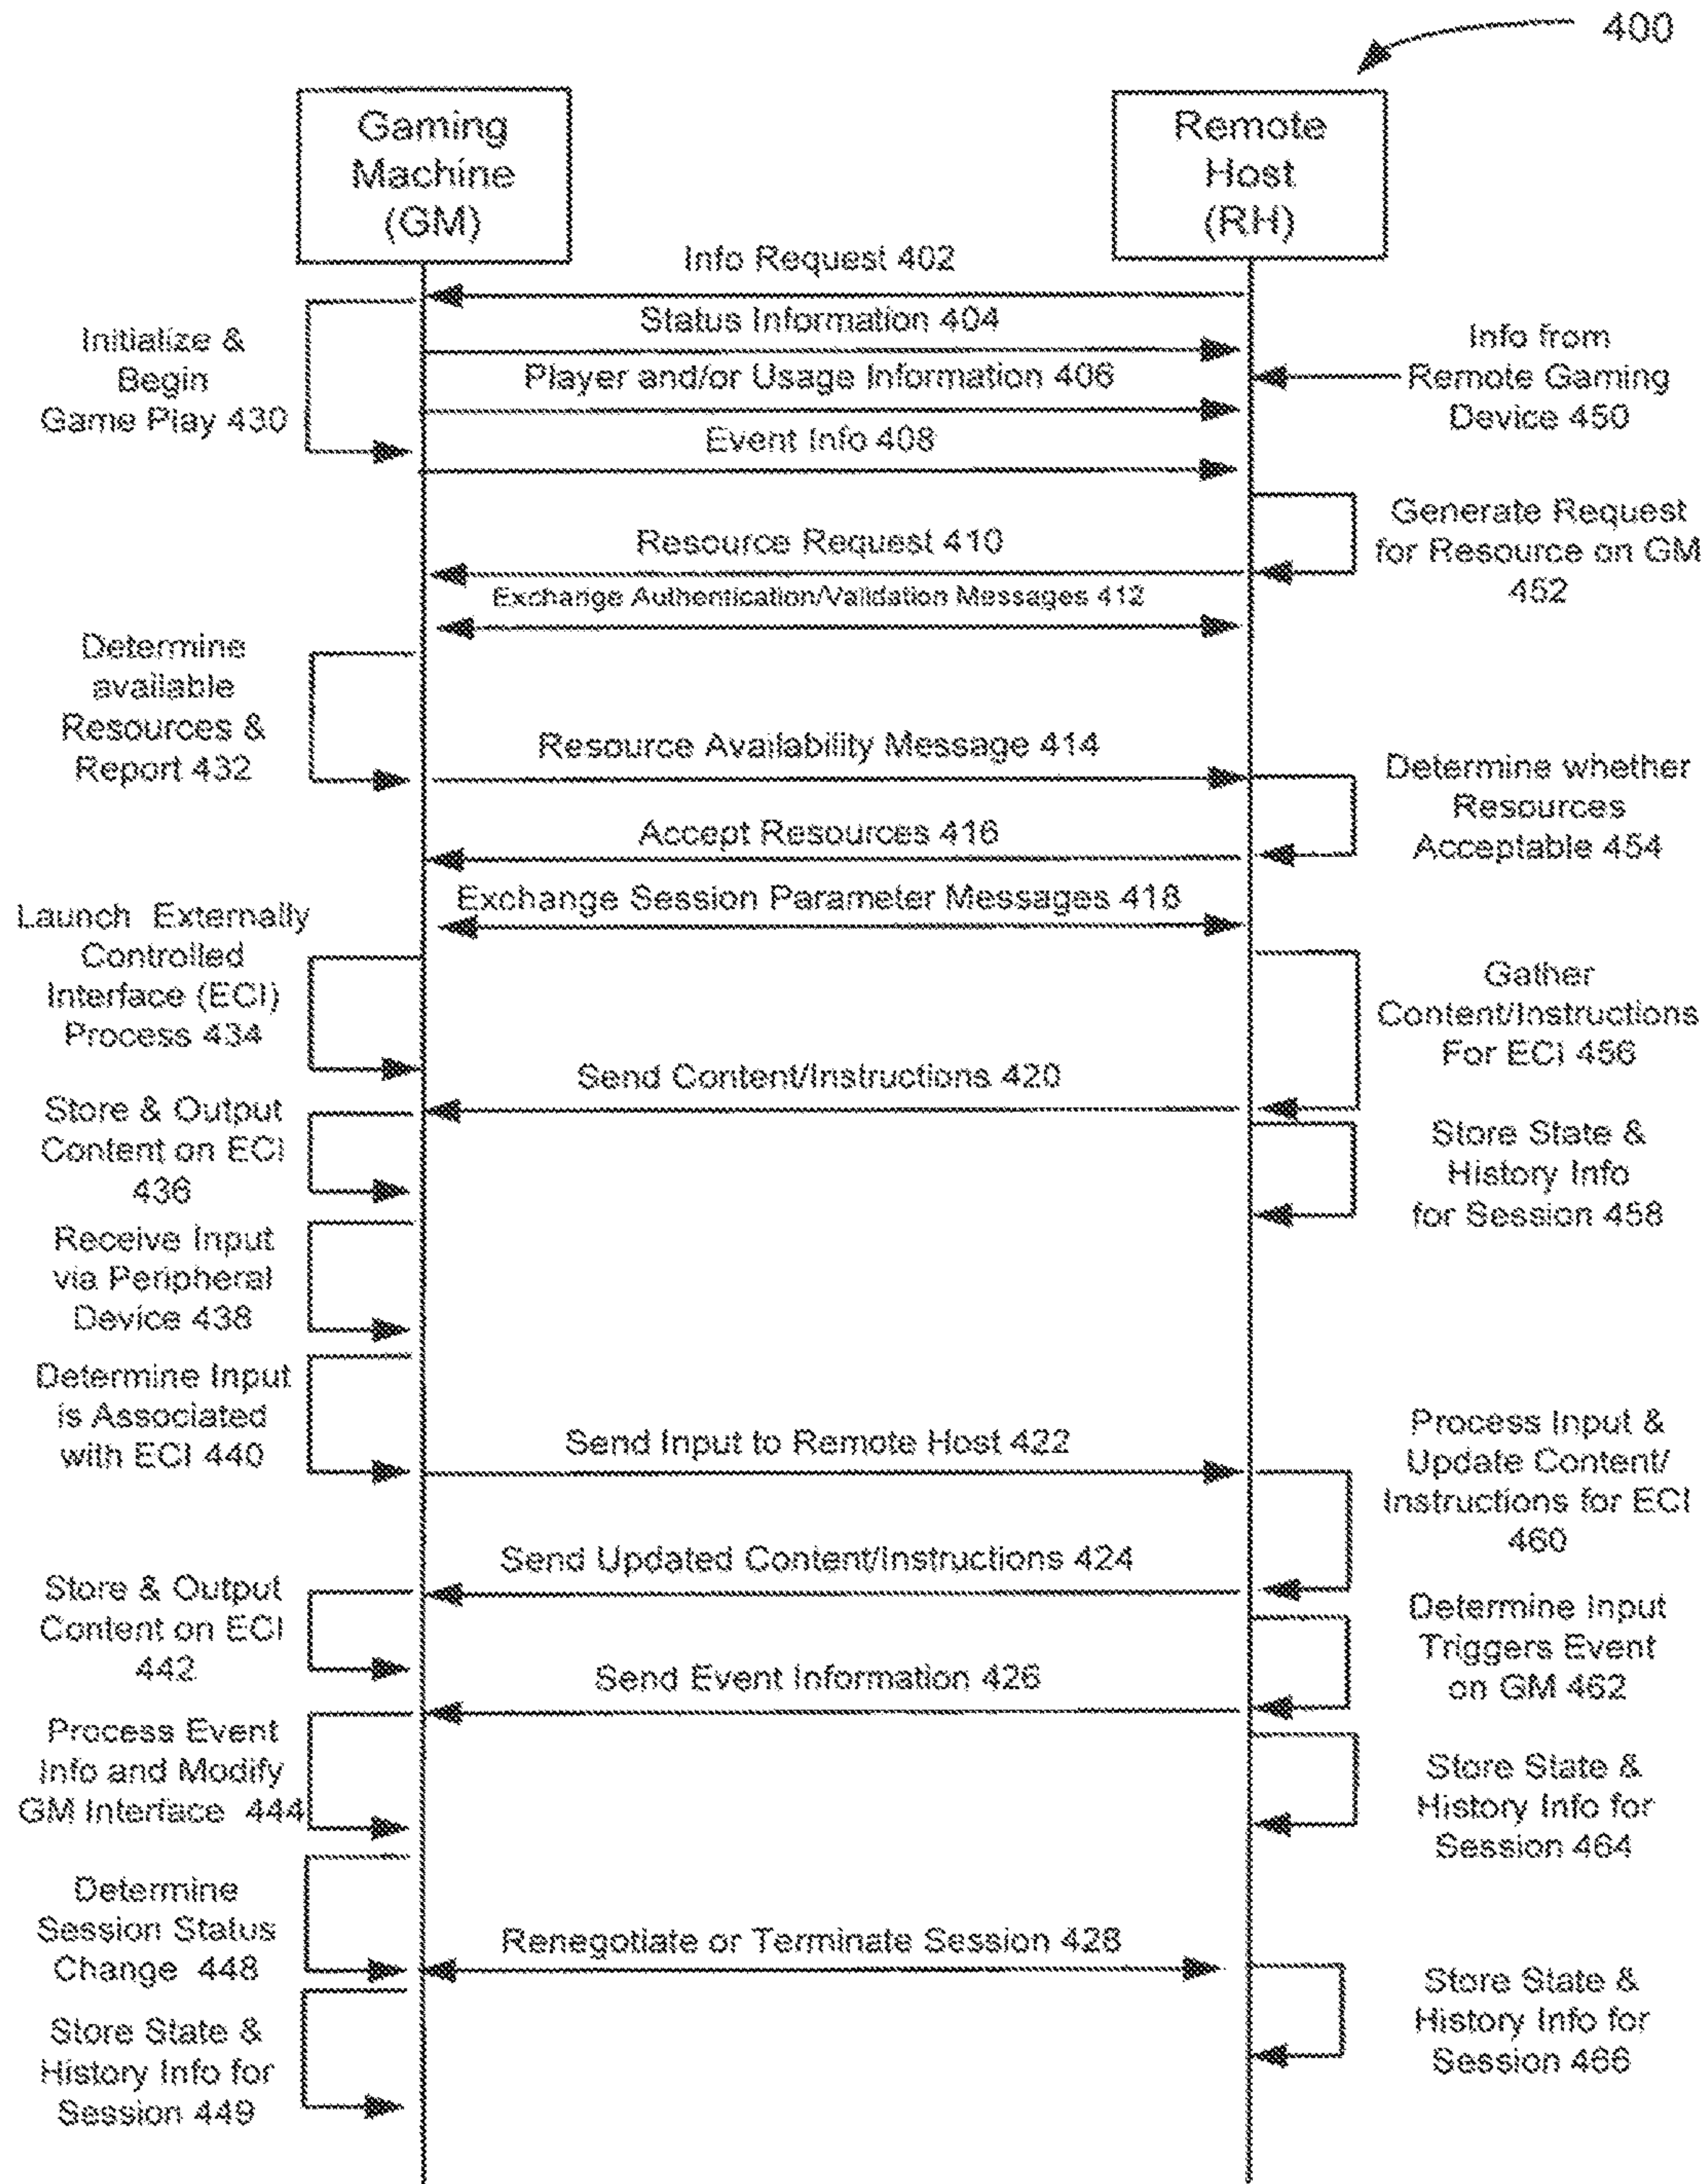 400
Gaming
Machine
(GM)
Remote
Host
(RH)
Info Request 402
Status Information 404
Initialize &
Begin
Game Play 430
Info from
Remote Gaming
Device 450
Player and/or Usage Information 406
Event Info 408
Generate Request
for Resource on GM
452
Resource Request 410
Exchange Authentication/Validation Messages 412
Determine
available
Resources &
Report 432
Resource Availability Message 414
Determine whether
Resources
Acceptable 454
Accept Resources 416
Exchange Session Parameter Messages 418
Launch Externally
Controlled
Interface (ECI)
Process 434
Gather
Content/Instructions
For ECI 456
Send Content/Instructions 420
Store & Output
Content on ECI
436
Store State &
History Info
for Session 458
Receive Input
via Peripheral
Device 438
Determine Input
is Associated
with ECI 440
Send Input to Remote Host 422
Process Input &
Update Content/
Instructions for ECI
460
Send Updated Content/Instructions 424
Store & Output
Content on ECI
442
Determine Input
Triggers Event
on GM 462
Send Event Information 426
Process Event
Info and Modify
GM Interface 444
Store State &
History Info for
Session 464
Determine
Session Status
Change 448
Renegotiate or Terminate Session 428
Store State &
History Info for
Session 466
Store State &
History Info for
Session 449